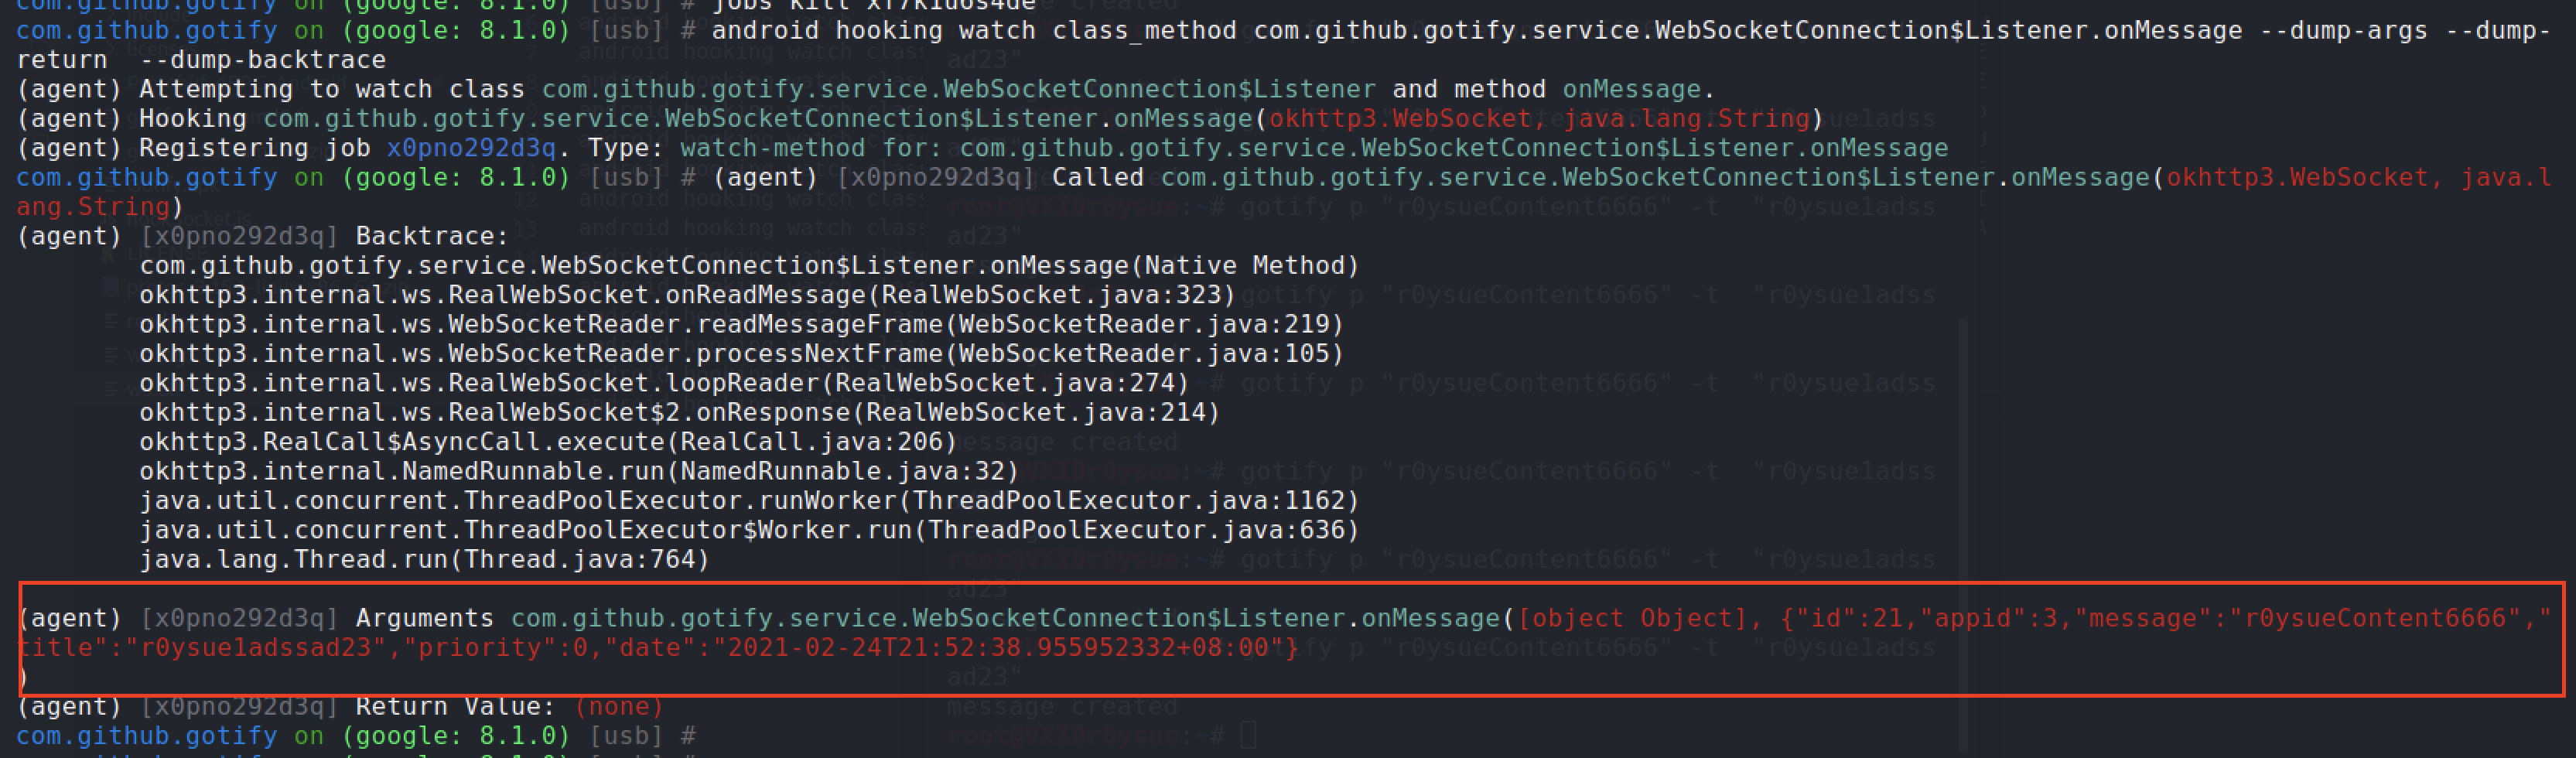 com.github.gotify on (google: 8.1.0) [usb] # jobs kill
com.github.gotify on (google: 8.1.0) [usb] # android hooking watch class_method com.github.gotify.service.WebSocketConnection$Listener.onMessage --dump-args --dump-
return  --dump-backtrace
(agent) Attempting to watch class com.github.gotify.service.WebSocketConnection$Listener and method onMessage.
(agent) Hooking com.github.gotify.service.WebSocketConnection$Listener.onMessage(okhttp3.WebSocket, java.lang.String)
(agent) Registering job x0pno292d3q. Type: watch-method for: com.github.gotify.service.WebSocketConnection$Listener.onMessage
com.github.gotify on (google: 8.1.0) [usb] # (agent) [x0pno292d3q] Called com.github.gotify.service.WebSocketConnection$Listener.onMessage(okhttp3.WebSocket, java.l
ang.String)
(agent) [x0pno292d3q] Backtrace:
com.github.gotify.service.WebSocketConnection$Listener.onMessage(Native Method)
okhttp3.internal.ws.RealWebSocket.onReadMessage(RealWebSocket.java:323)
okhttp3.internal.ws.WebSocketReader.readMessageFrame(WebSocketReader.java:219)
okhttp3.internal.ws.WebSocketReader.processNextFrame(WebSocketReader.java:105)
okhttp3.internal.ws.RealWebSocket.loopReader(RealWebSocket.java:274)
okhttp3.internal.ws.RealWebSocket$2.onResponse(RealWebSocket.java:214)
okhttp3.RealCall$AsyncCall.execute(RealCall.java:206)
okhttp3.internal.NamedRunnable.run(NamedRunnable.java:32)
java.util.concurrent.ThreadPoolExecutor.runWorker(ThreadPoolExecutor.java:1162)
java.util.concurrent.ThreadPoolExecutor$Worker.run(ThreadPoolExecutor.java:636)
java.lang.Thread.run(Thread.java:764)
(agent) [x0pno292d3q] Arguments com.github.gotify.service.WebSocketConnection$Listener.onMessage([object Object], {"id":21,"appid":3,"message":"r0ysueContent6666","
title":"r0ysue1adssad23","priority":0,"date":"2021-02-24T21:52:38.955952332+08:00"}
)
(agent) [x0pno292d3q] Return Value: (none)
com.github.gotify on (google: 8.1.0) [usb] #